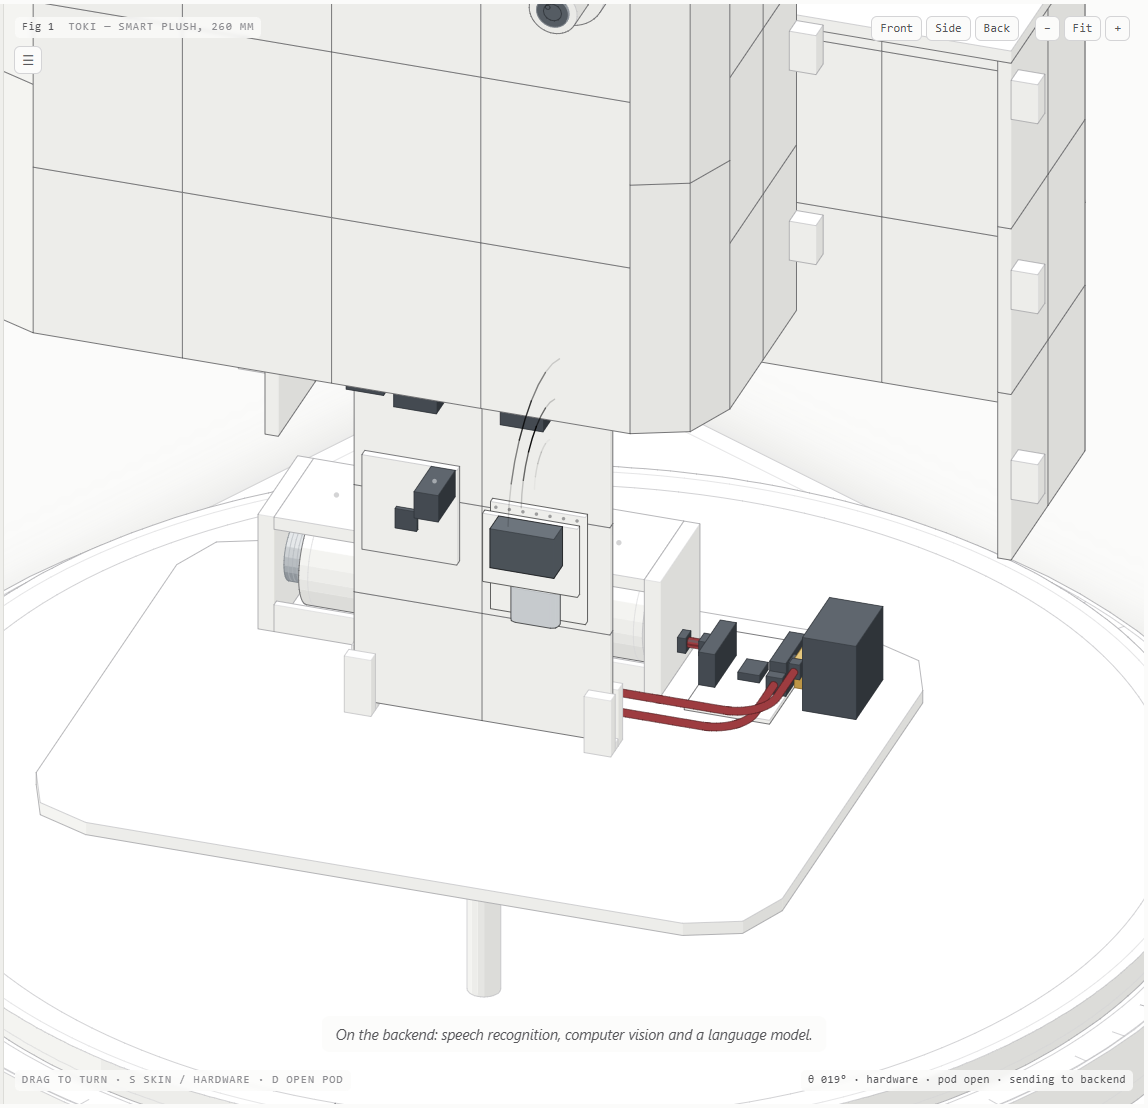 Fig 1 TOKI — SMART PLUSH, 260 MM
Front Side Back − Fit +
On the backend: speech recognition, computer vision and a language model.
DRAG TO TURN · S SKIN / HARDWARE · D OPEN POD
θ 019° · hardware · pod open · sending to backend